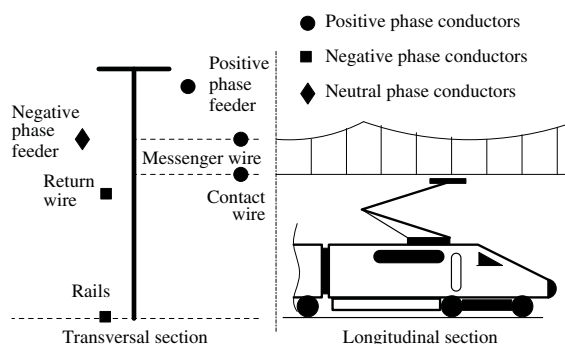 Positive phase conductors
Negative phase conductors
Neutral phase conductors
Positive
phase
feeder
Negative
phase
feeder
Messenger wire
Return
wire
Contact
wire
Rails
Transversal section
Longitudinal section